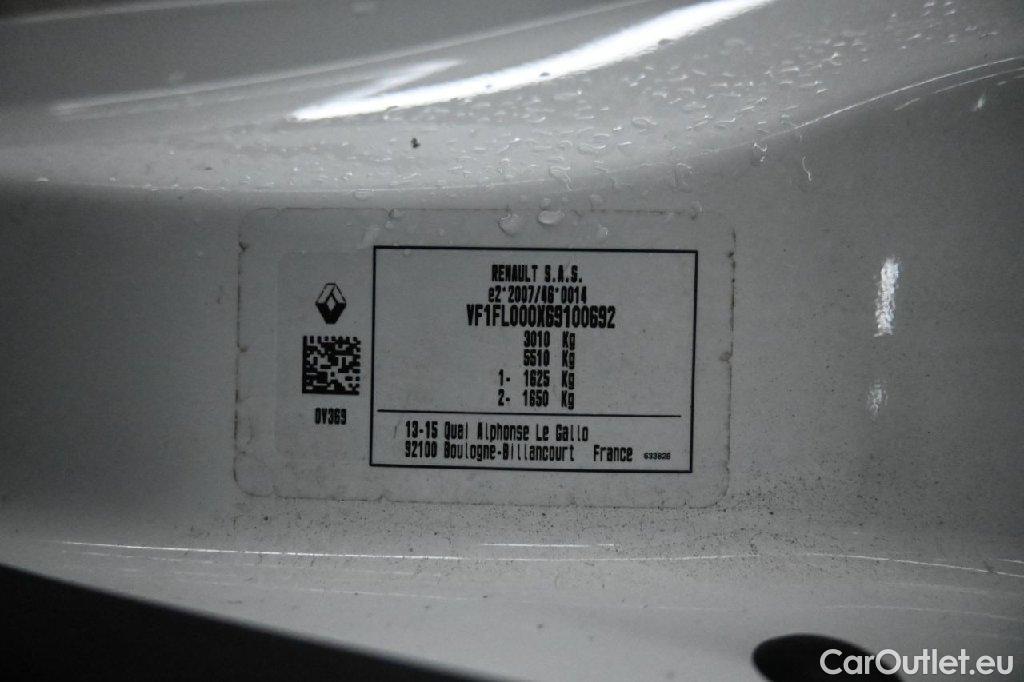 RENAULT S.A.S.
e2*2007/46*0014
VF1FL000X69100692
3010 Kg
5510 Kg
1- 1625 Kg
2- 1650 Kg
0V369
13-15 Quai Alphonse Le Gallo
92100 Boulogne-Billancourt France 633826
CarOutlet.eu